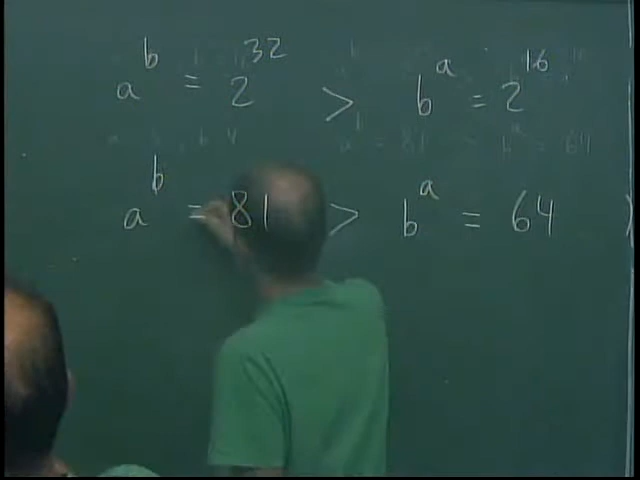 a^b = 2^32 > b^a = 2^16
a^b = 81 > b^a = 64